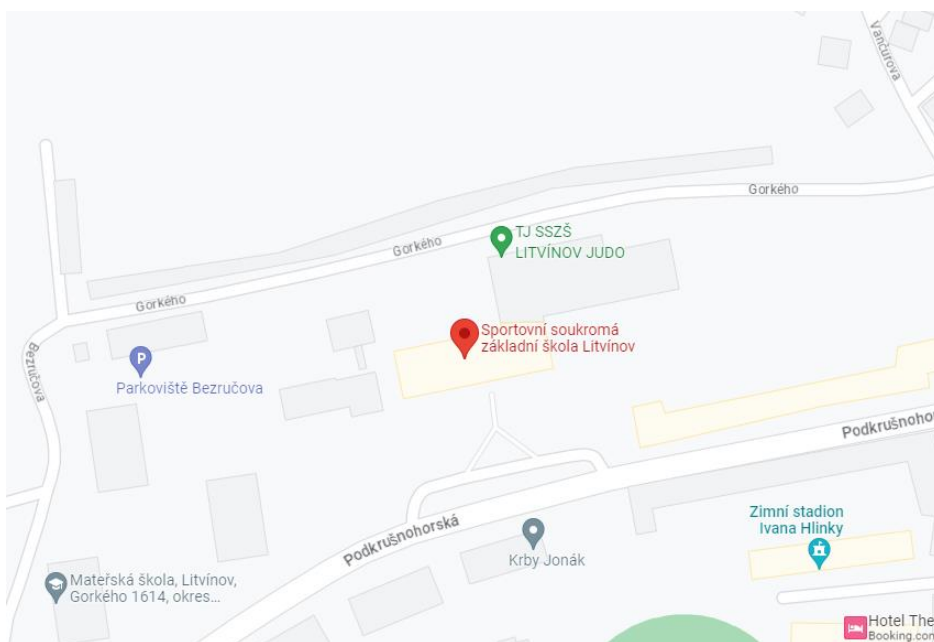 Vančurova
Gorkého
TJ SSZŠ
LITVÍNOV JUDO
Gorkého
Gorkého
Sportovní soukromá
základní škola Litvínov
Bezručova
Parkoviště Bezručova
Podkrušnoho
Zimní stadion
Ivana Hlinky
Podkrušnohorská
Krby Jonák
Mateřská škola, Litvínov,
Gorkého 1614, okres...
Hotel The
Booking.com